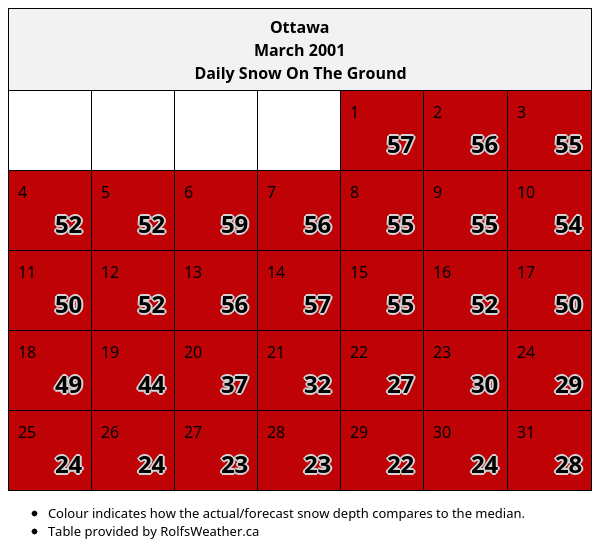 Ottawa
March 2001
Daily Snow On The Ground
1 2 3
57 56 55
4 5 6 7 8 9 10
52 52 59 56 55 55 54
11 12 13 14 15 16 17
50 52 56 57 55 52 50
18 19 20 21 22 23 24
49 44 37 32 27 30 29
25 26 27 28 29 30 31
24 24 23 23 22 24 28
• Colour indicates how the actual/forecast snow depth compares to the median.
• Table provided by RolfsWeather.ca